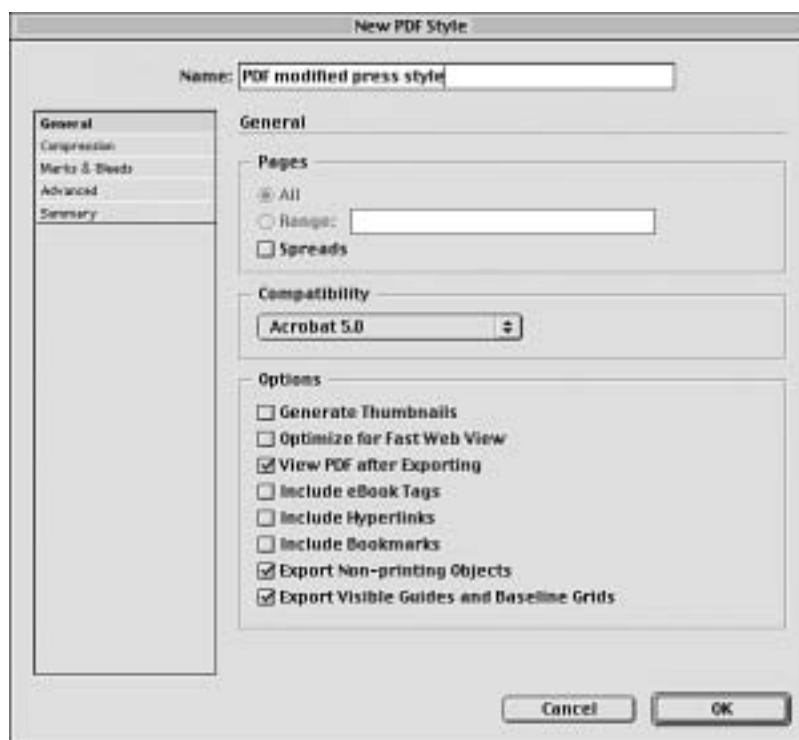 New PDF Style
Name: PDF modified press style
General
Compression
Marks & Bleeds
Advanced
Summary
General
Pages
All
Range:
Spreads
Compatibility
Acrobat 5.0
Options
Generate Thumbnails
Optimize for Fast Web View
View PDF after Exporting
Include eBook Tags
Include Hyperlinks
Include Bookmarks
Export Non-printing Objects
Export Visible Guides and Baseline Grids
Cancel
OK